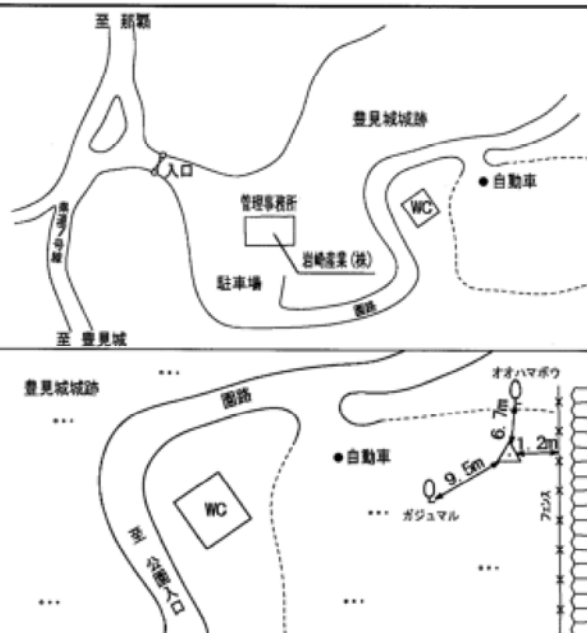 至 那覇
豊見城城跡
入口
自動車
WC
管理事務所
県道7号線
岩崎産業(株)
駐車場
園路
至 豊見城
豊見城城跡
園路
オオハマボウ
6.7m
1.2m
自動車
9.5m
WC
ガジュマル
フェンス
至 公園入口